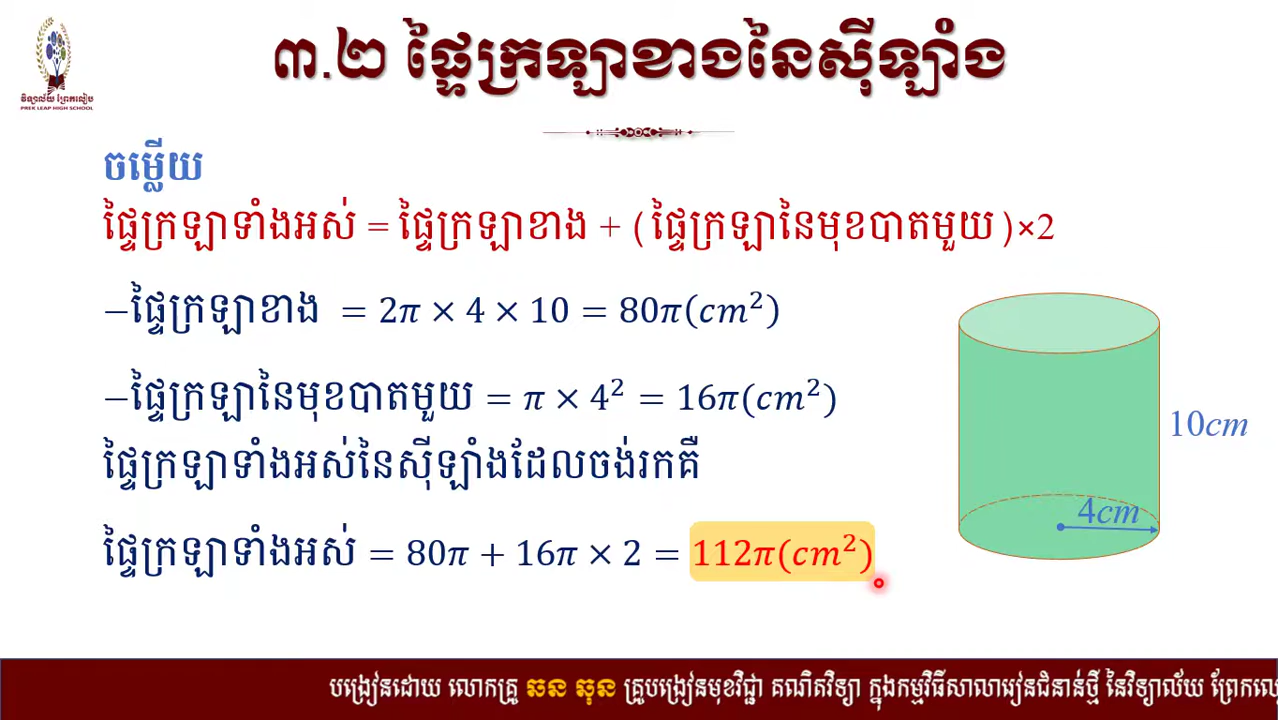 វិទ្យាល័យ ព្រែកលៀប
PREK LEAP HIGH SCHOOL
៣.២ ផ្ទៃក្រឡាខាងនៃស៊ីឡាំង
ចម្លើយ
ផ្ទៃក្រឡាទាំងអស់ = ផ្ទៃក្រឡាខាង + ( ផ្ទៃក្រឡានៃមុខបាតមួយ )×2
−ផ្ទៃក្រឡាខាង = 2π × 4 × 10 = 80π(cm²)
−ផ្ទៃក្រឡានៃមុខបាតមួយ = π × 4² = 16π(cm²)
ផ្ទៃក្រឡាទាំងអស់នៃស៊ីឡាំងដែលចង់រកគឺ
ផ្ទៃក្រឡាទាំងអស់ = 80π + 16π × 2 = 112π(cm²)
10cm
4cm
បង្រៀនដោយ លោកគ្រូ ឆន ឆុន គ្រូបង្រៀនមុខវិជ្ជា គណិតវិទ្យា ក្នុងកម្មវិធីសាលារៀនជំនាន់ថ្មី នៃវិទ្យាល័យ